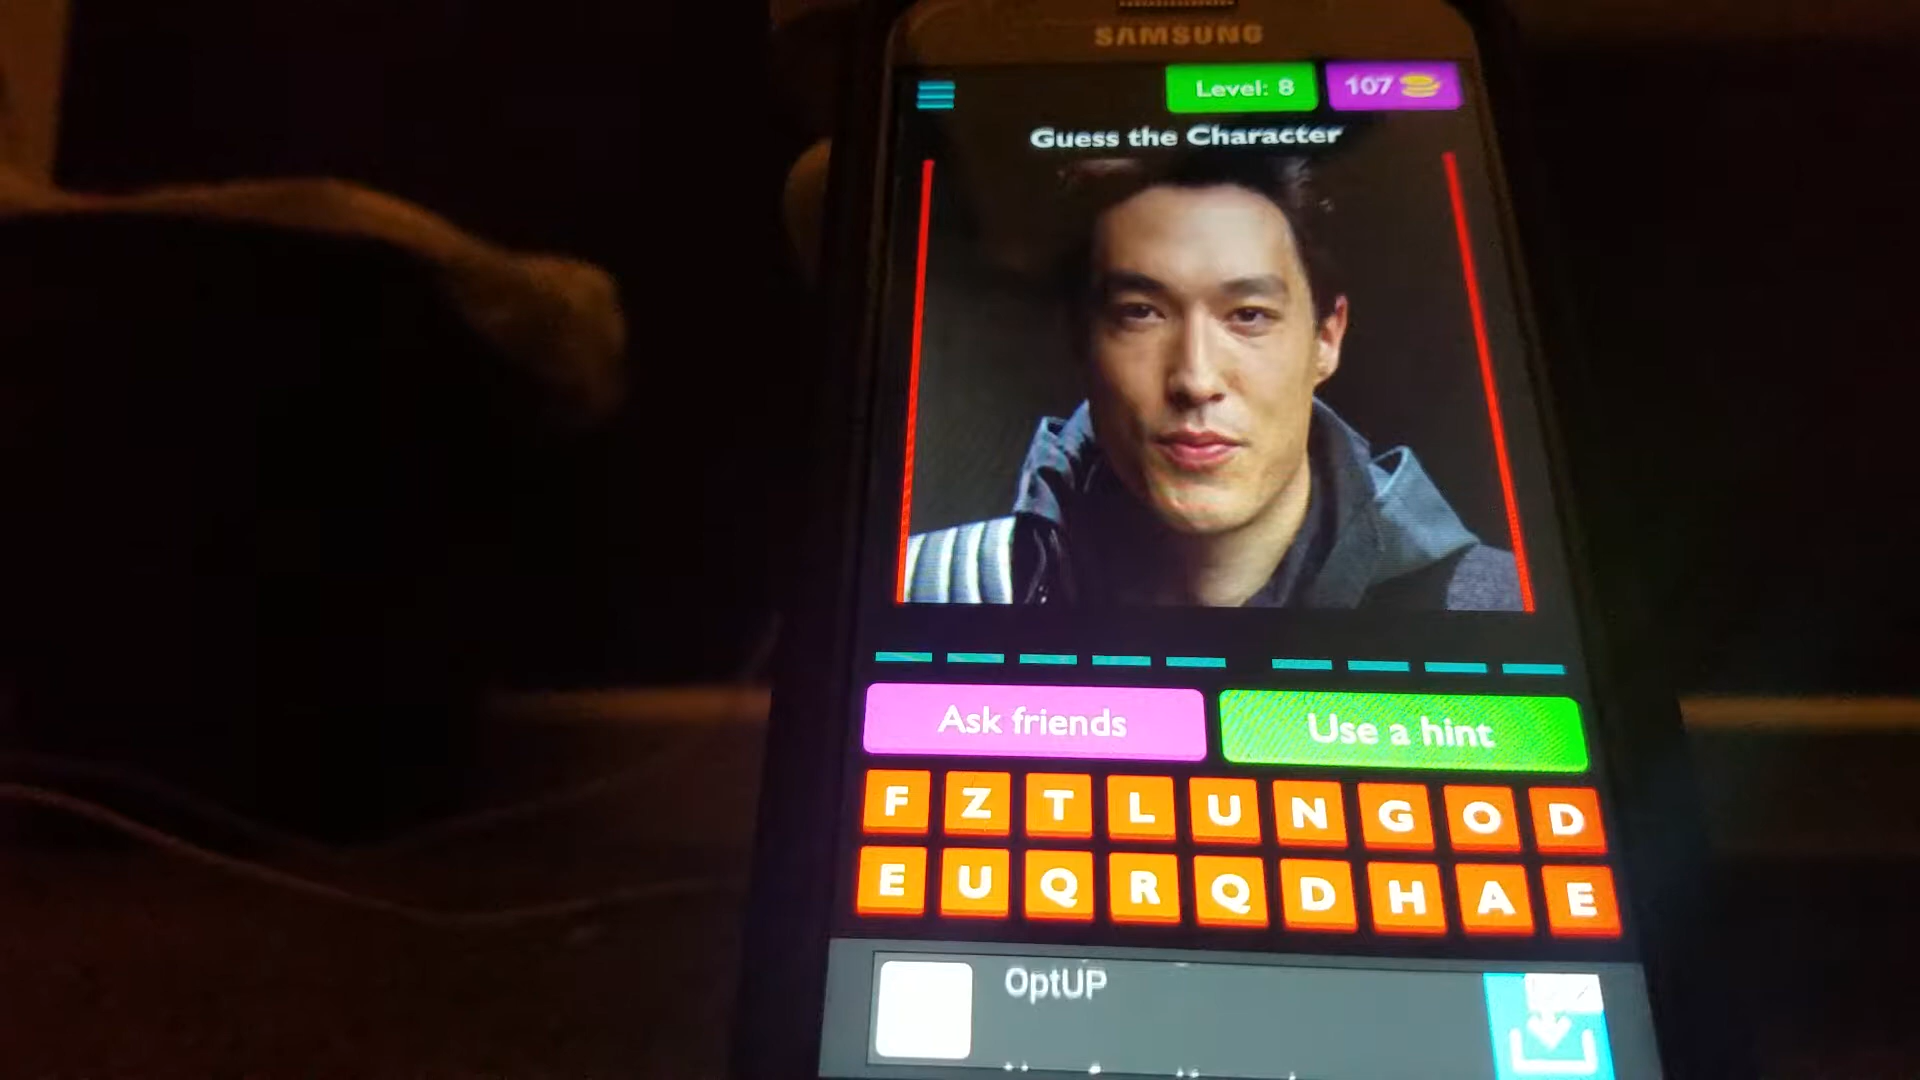 SAMSUNG
Level: 8
107
Guess the Character
Ask friends
Use a hint
F Z T L U N G O D
E U Q R Q D H A E
OptUP